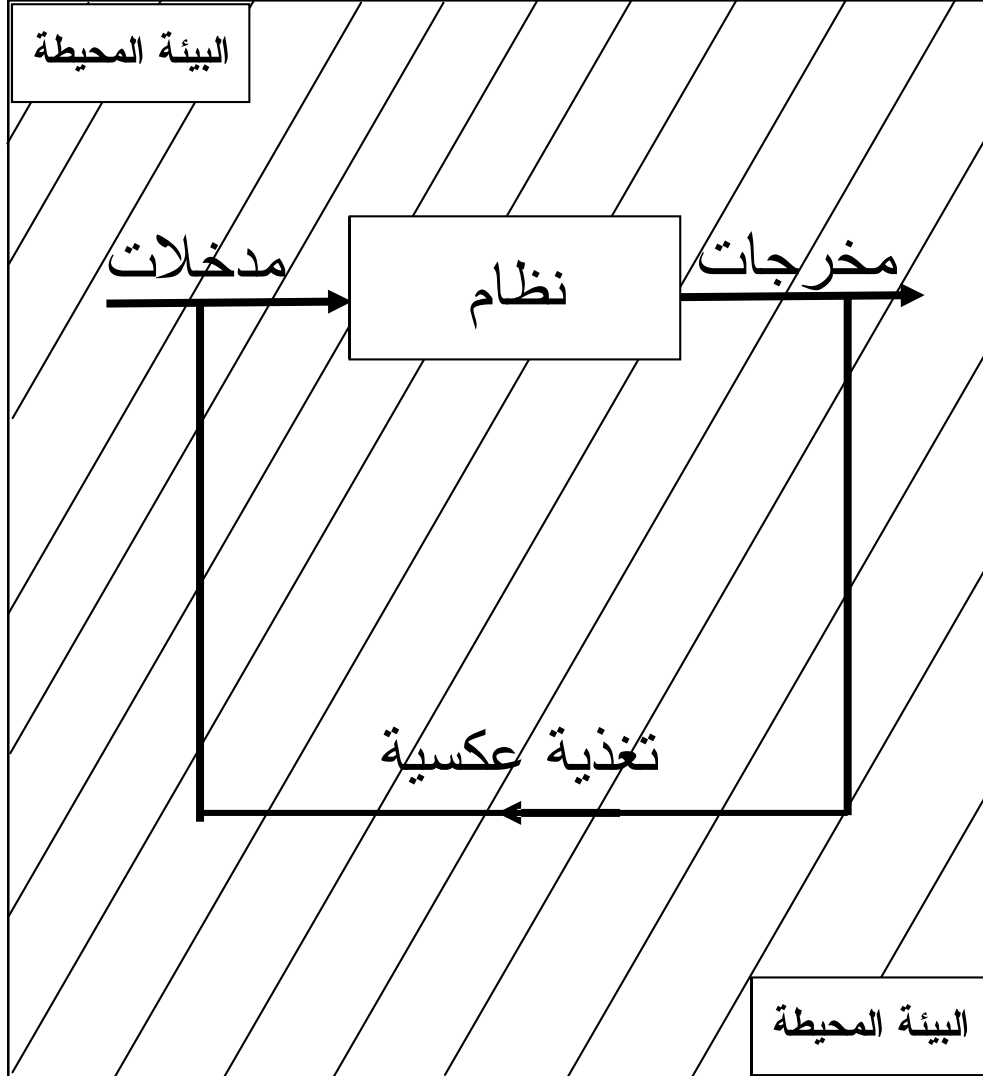 البيئة المحيطة
مدخلات
نظام
مخرجات
تغذية عكسية
البيئة المحيطة